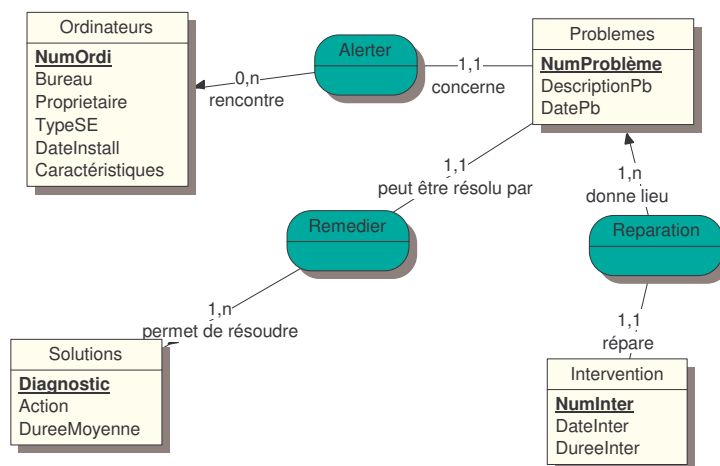 Ordinateurs
NumOrdi
Bureau
Proprietaire
TypeSE
DateInstall
Caractéristiques
0,n
rencontre
Alerter
1,1
concerne
Problemes
NumProblème
DescriptionPb
DatePb
1,1
peut être résolu par
Remedier
1,n
permet de résoudre
Solutions
Diagnostic
Action
DureeMoyenne
1,n
donne lieu
Reparation
1,1
répare
Intervention
NumInter
DateInter
DureeInter